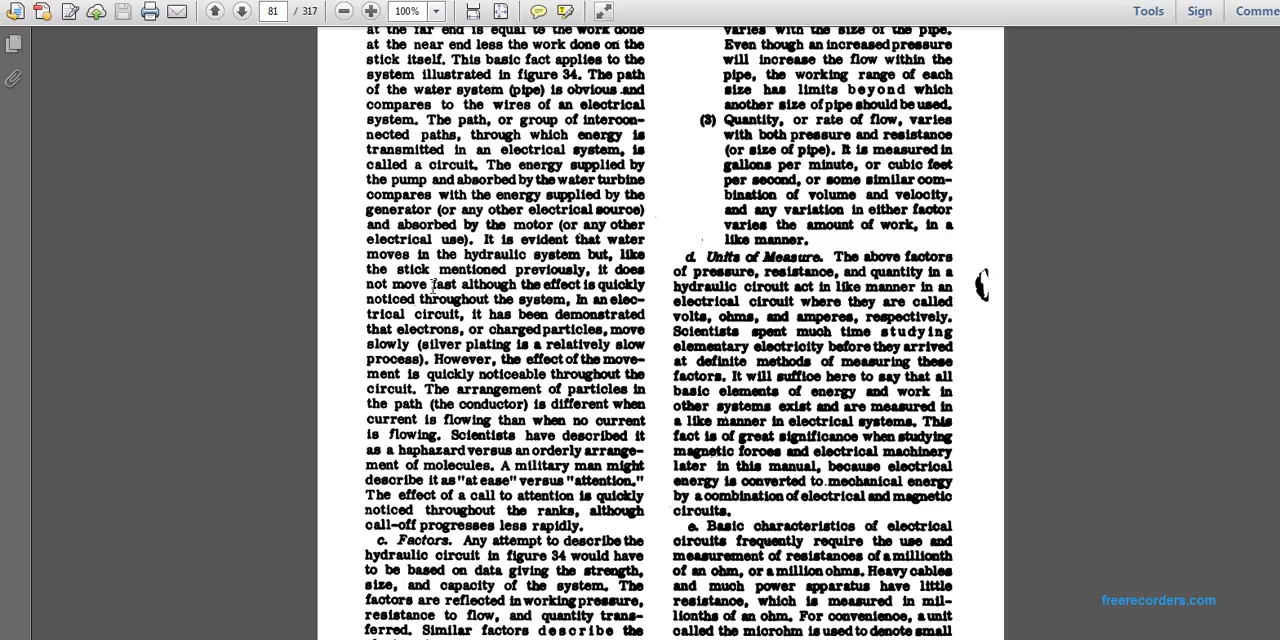 81 / 317
100%
Tools
Sign
Comme
at the far end is equal to the work done
at the near end less the work done on the
stick itself. This basic fact applies to the
system illustrated in figure 34. The path
of the water system (pipe) is obvious and
compares to the wires of an electrical
system. The path, or group of intercon-
nected paths, through which energy is
transmitted in an electrical system, is
called a circuit. The energy supplied by
the pump and absorbed by the water turbine
compares with the energy supplied by the
generator (or any other electrical source)
and absorbed by the motor (or any other
electrical use). It is evident that water
moves in the hydraulic system but, like
the stick mentioned previously, it does
not move fast although the effect is quickly
noticed throughout the system, In an elec-
trical circuit, it has been demonstrated
that electrons, or charged particles, move
slowly (silver plating is a relatively slow
process). However, the effect of the move-
ment is quickly noticeable throughout the
circuit. The arrangement of particles in
the path (the conductor) is different when
current is flowing than when no current
is flowing. Scientists have described it
as a haphazard versus an orderly arrange-
ment of molecules. A military man might
describe it as "at ease" versus "attention."
The effect of a call to attention is quickly
noticed throughout the ranks, although
call-off progresses less rapidly.
c. Factors. Any attempt to describe the
hydraulic circuit in figure 34 would have
to be based on data giving the strength,
size, and capacity of the system. The
factors are reflected in working pressure,
resistance to flow, and quantity trans-
ferred. Similar factors describe the
varies with the size of the pipe.
Even though an increased pressure
will increase the flow within the
pipe, the working range of each
size has limits beyond which
another size of pipe should be used.
(3) Quantity, or rate of flow, varies
with both pressure and resistance
(or size of pipe). It is measured in
gallons per minute, or cubic feet
per second, or some similar com-
bination of volume and velocity,
and any variation in either factor
varies the amount of work, in a
like manner.
d. Units of Measure. The above factors
of pressure, resistance, and quantity in a
hydraulic circuit act in like manner in an
electrical circuit where they are called
volts, ohms, and amperes, respectively.
Scientists spent much time studying
elementary electricity before they arrived
at definite methods of measuring these
factors. It will suffice here to say that all
basic elements of energy and work in
other systems exist and are measured in
a like manner in electrical systems. This
fact is of great significance when studying
magnetic forces and electrical machinery
later in this manual, because electrical
energy is converted to mechanical energy
by a combination of electrical and magnetic
circuits.
e. Basic characteristics of electrical
circuits frequently require the use and
measurement of resistances of a millionth
of an ohm, or a million ohms. Heavy cables
and much power apparatus have little
resistance, which is measured in mil-
lionths of an ohm. For convenience, a unit
called the microhm is used to denote small
freerecorders.com